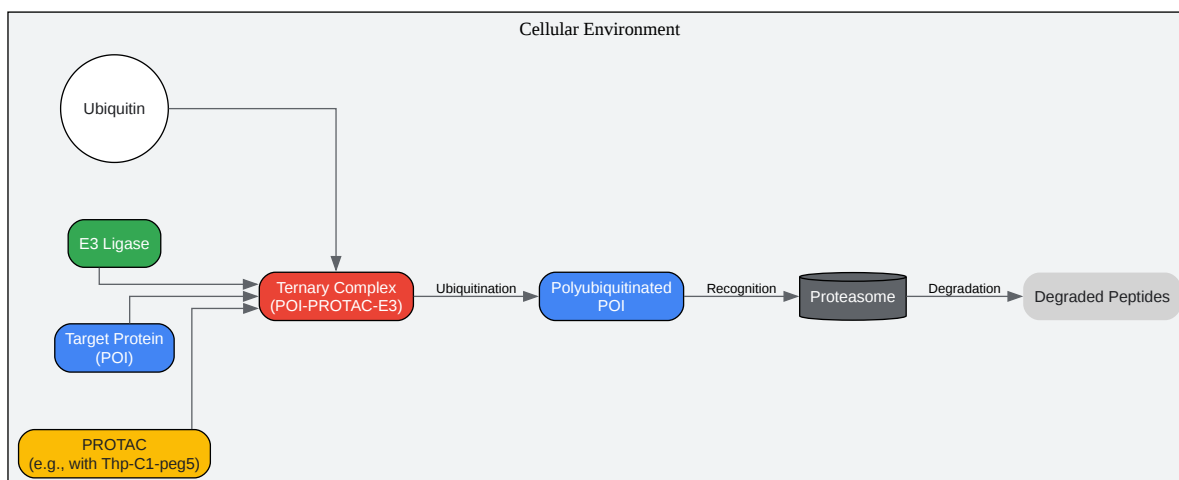 Cellular Environment
Ubiquitin
E3 Ligase
Target Protein
(POI)
PROTAC
(e.g., with Thp-C1-peg5)
Ternary Complex
(POI-PROTAC-E3)
Ubiquitination
Polyubiquitinated
POI
Recognition
Proteasome
Degradation
Degraded Peptides